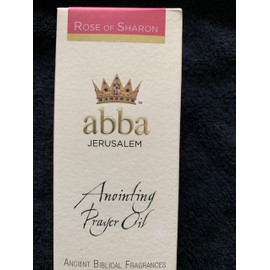 ROSE OF SHARON
abba
JERUSALEM
Anointing
Prayer Oil
ANCIENT BIBLICAL FRAGRANCES